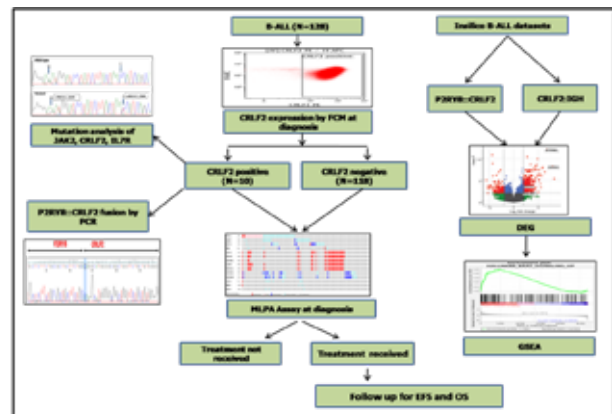 B-ALL (N=128)
Insilico B-ALL datasets
CRLF2 expression by FCM at
diagnosis
P2RY8::CRLF2
CRLF2:IGH
Mutation analysis of
JAK2, CRLF2, IL7R
CRLF2 positive
(N=10)
CRLF2 negative
(N=118)
P2RY8::CRLF2 fusion by
PCR
DEG
MLPA Assay at diagnosis
GSEA
Treatment not
received
Treatment received
Follow up for EFS and OS